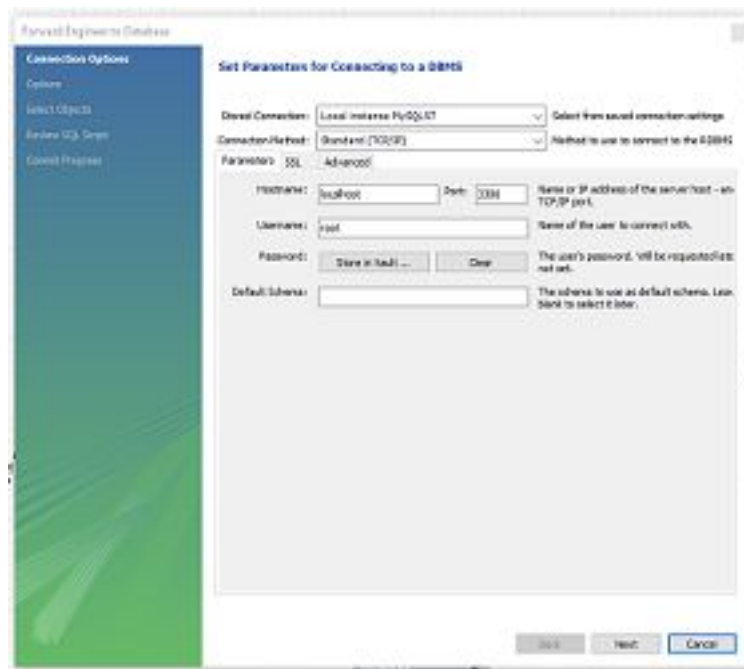 Forward Engineer to Database
Connection Options
Options
Select Objects
Review SQL Script
Commit Progress
Set Parameters for Connecting to a DBMS
Stored Connection: Local instance MySQL57 Select from saved connection settings
Connection Method: Standard (TCP/IP) Method to use to connect to the RDBMS
Parameters SSL Advanced
Hostname: localhost Port: 3306 Name or IP address of the server host - and
TCP/IP port.
Username: root Name of the user to connect with.
Password: Store in Vault ... Clear The user's password. Will be requested late
not set.
Default Schema: The schema to use as default schema. Leave
blank to select it later.
Back Next Cancel